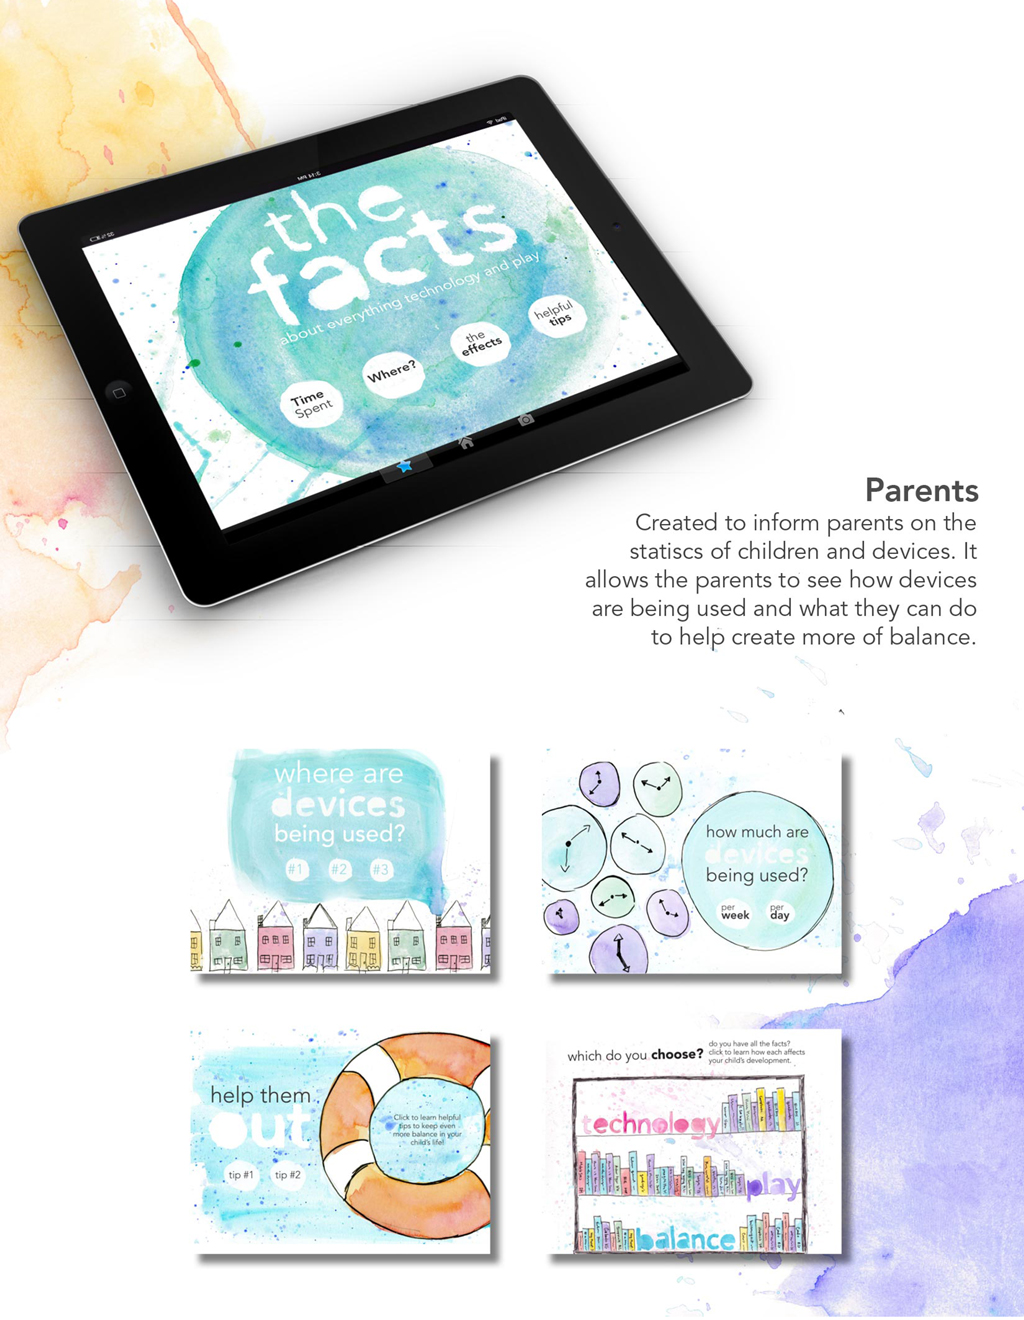 the
facts
about everything technology and play
Time
Spent
Where?
the
effects
helpful
tips
Parents
Created to inform parents on the
statiscs of children and devices. It
allows the parents to see how devices
are being used and what they can do
to help create more of balance.
where are
devices
being used?
#1 #2 #3
how much are
devices
being used?
per
week
per
day
help them
out
tip #1 tip #2
Click to learn helpful
tips to keep even
more balance in your
child's life!
which do you choose?
do you have all the facts?
click to learn how each affects
your child's development.
technology
play
balance